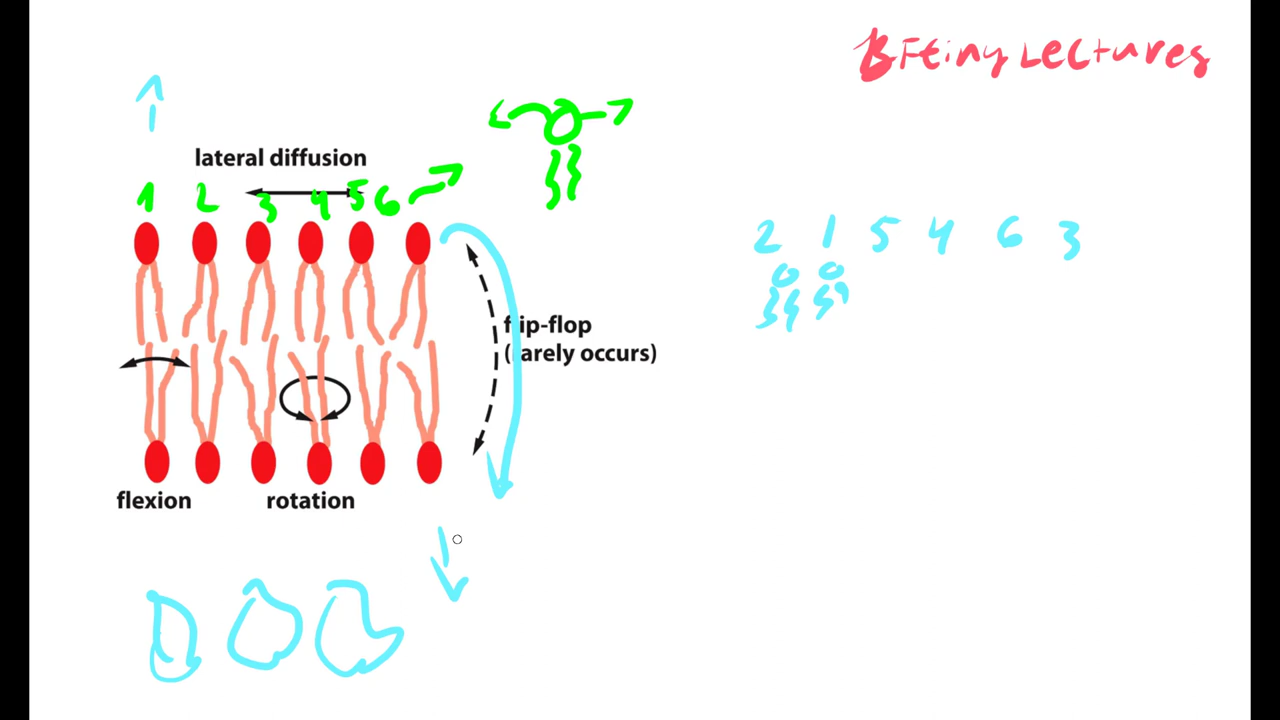 BFtiny Lectures
lateral diffusion
1 2 3 4 5 6
2 1 5 4 6 3
flip-flop
(rarely occurs)
flexion
rotation